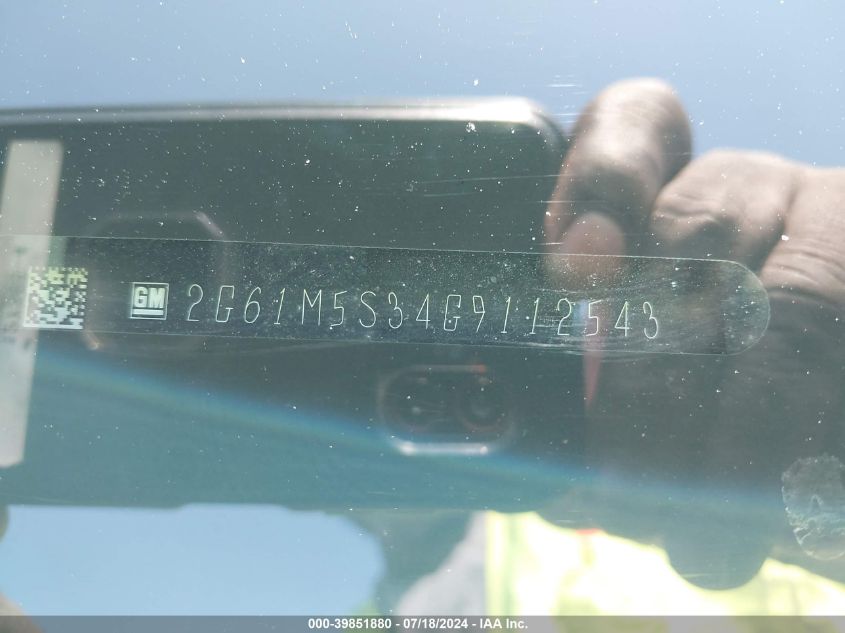 GM 2G61M5S34G9112543
000-39851880 - 07/18/2024 - IAA Inc.